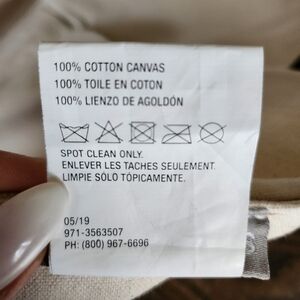 100% COTTON CANVAS
100% TOILE EN COTON
100% LIENZO DE AGOLDÓN
SPOT CLEAN ONLY.
ENLEVER LES TACHES SEULEMENT.
LIMPIE SÓLO TÓPICAMENTE.
05/19
971-3563507
PH: (800) 967-6696